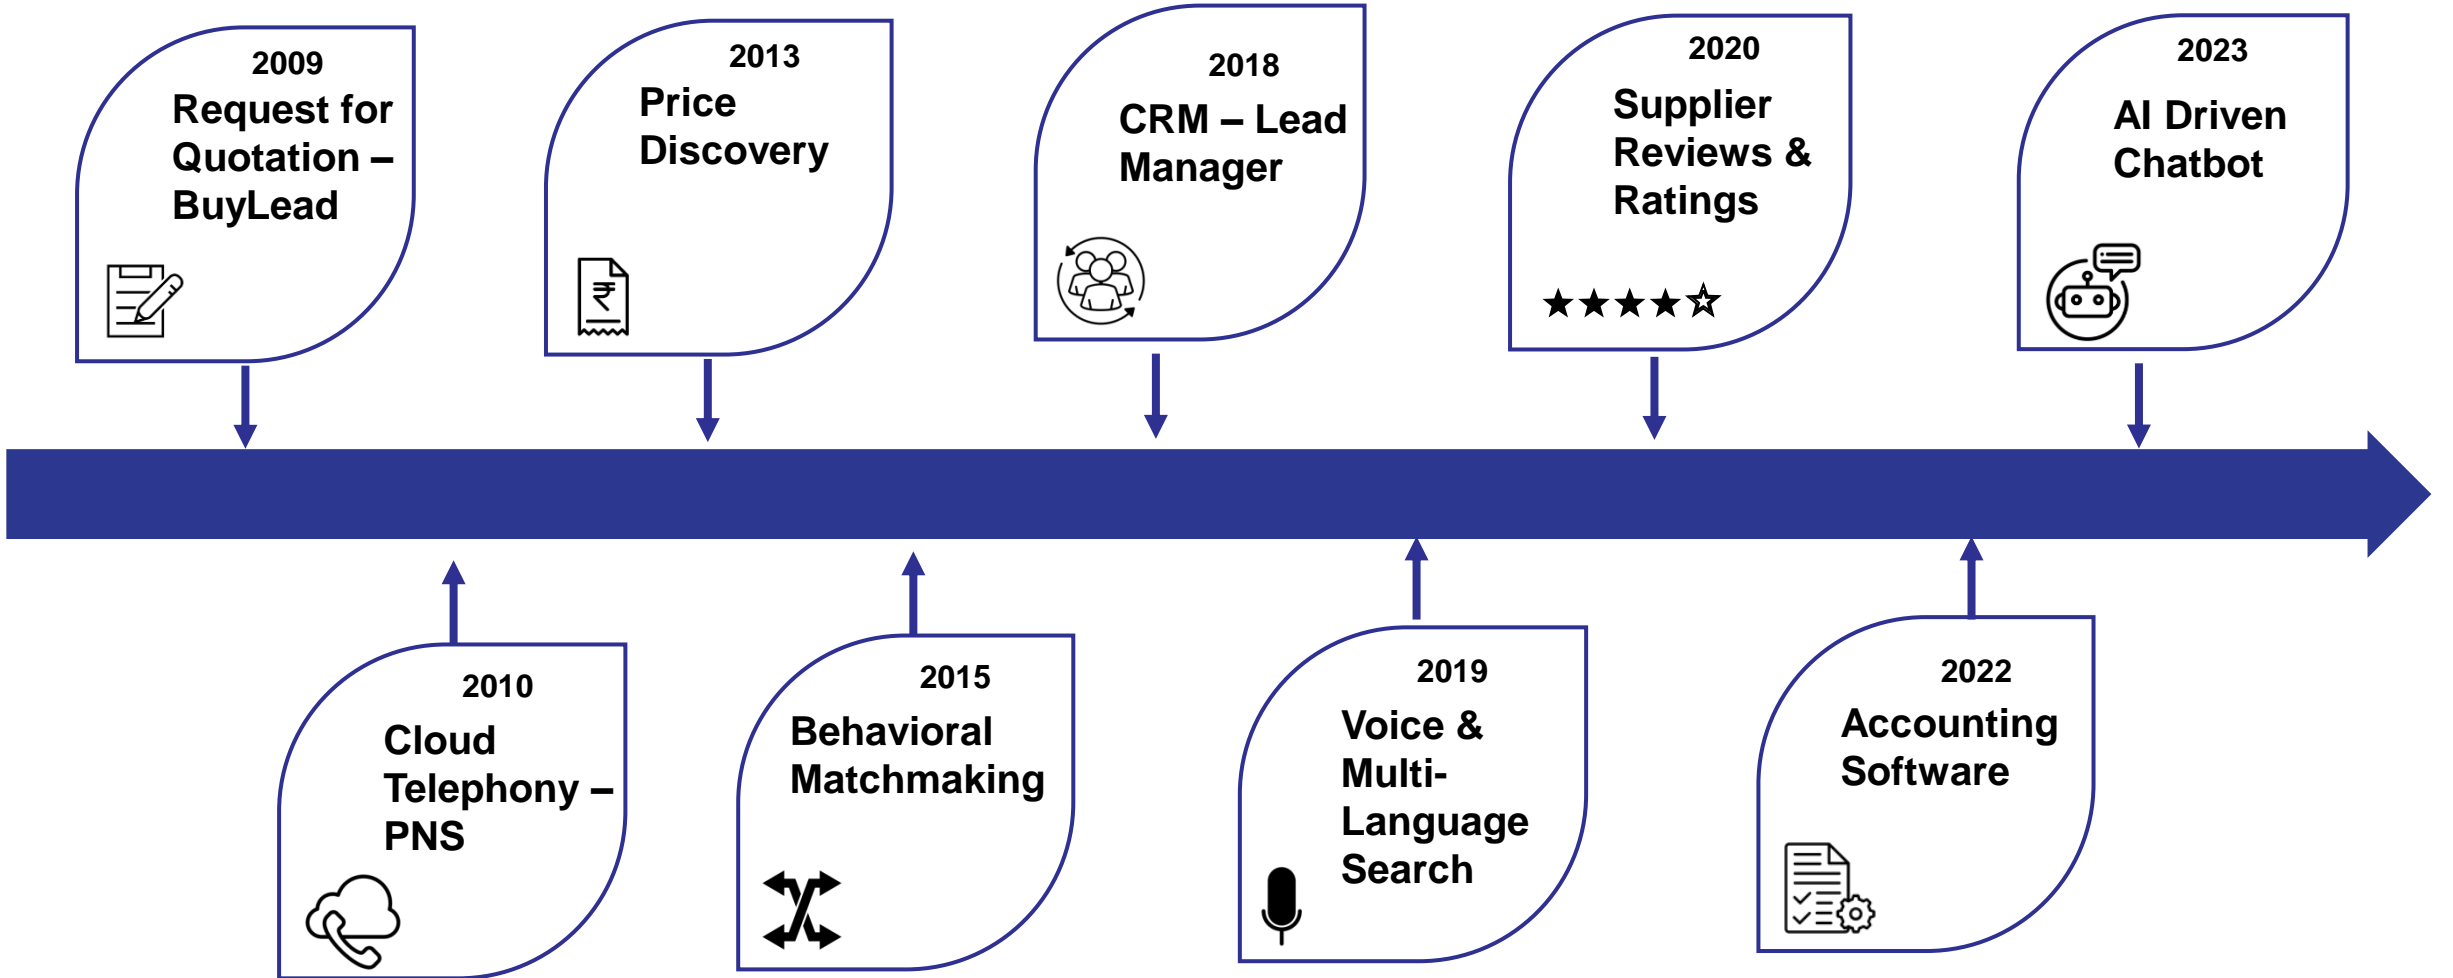 2009
Request for
Quotation –
BuyLead
2013
Price
Discovery
2018
CRM – Lead
Manager
2020
Supplier
Reviews &
Ratings
2023
AI Driven
Chatbot
2010
Cloud
Telephony –
PNS
2015
Behavioral
Matchmaking
2019
Voice &
Multi-
Language
Search
2022
Accounting
Software